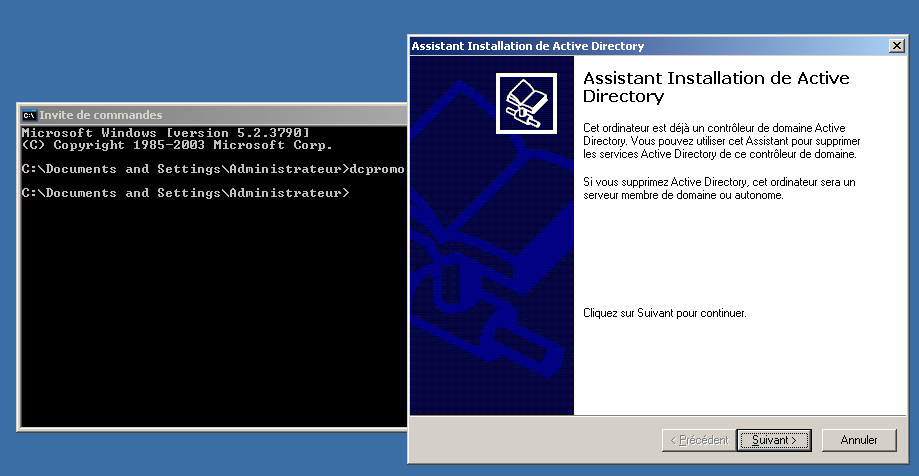 Assistant Installation de Active Directory
Assistant Installation de Active
Directory
Cet ordinateur est déjà un contrôleur de domaine Active
Directory. Vous pouvez utiliser cet Assistant pour supprimer
les services Active Directory de ce contrôleur de domaine.
Si vous supprimez Active Directory, cet ordinateur sera un
serveur membre de domaine ou autonome.
Cliquez sur Suivant pour continuer.
< Précédent
Suivant >
Annuler
C:\
Invite de commandes
Microsoft Windows [version 5.2.3790]
(C) Copyright 1985-2003 Microsoft Corp.
C:\Documents and Settings\Administrateur>dcpromo
C:\Documents and Settings\Administrateur>